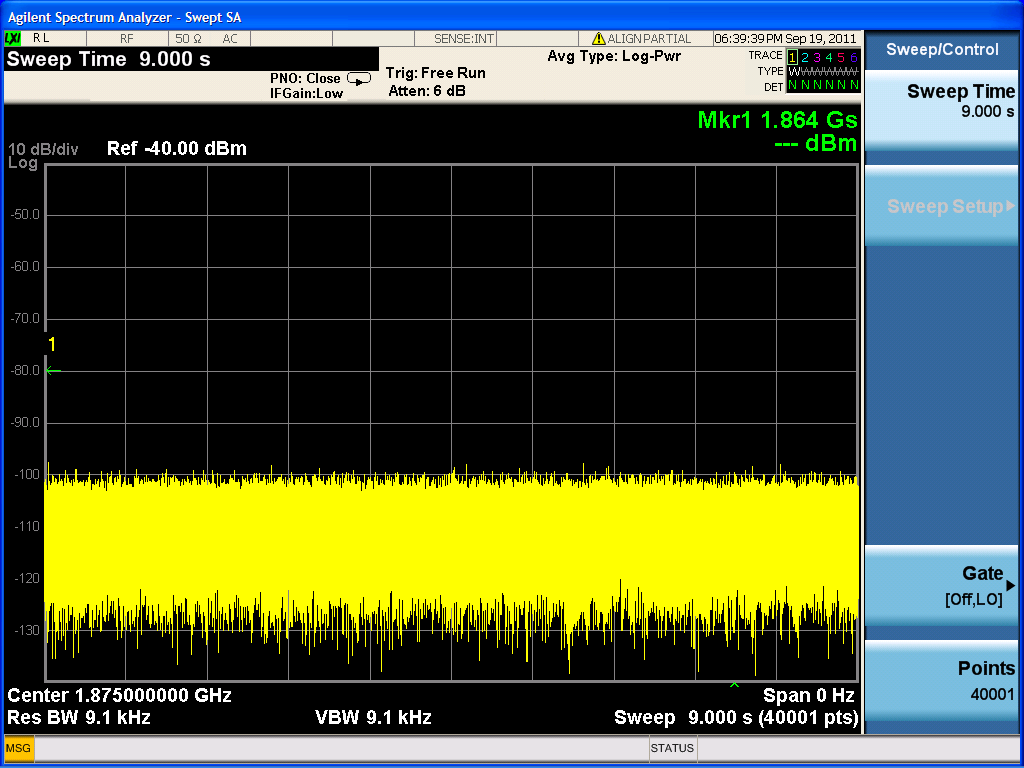 Agilent Spectrum Analyzer - Swept SA
LXI RL RF 50 Ω AC SENSE:INT ALIGN PARTIAL 06:39:39 PM Sep 19, 2011
Sweep Time 9.000 s
PNO: Close
IFGain:Low
Trig: Free Run
Atten: 6 dB
Avg Type: Log-Pwr
TRACE 1 2 3 4 5 6
TYPE WWWWWW
DET N N N N N N
Mkr1 1.864 Gs
--- dBm
10 dB/div
Log
Ref -40.00 dBm
-50.0
-60.0
-70.0
1
-80.0
-90.0
-100
-110
-120
-130
Center 1.875000000 GHz
Span 0 Hz
Res BW 9.1 kHz
VBW 9.1 kHz
Sweep 9.000 s (40001 pts)
MSG
STATUS
Sweep/Control
Sweep Time
9.000 s
Sweep Setup
Gate
[Off,LO]
Points
40001